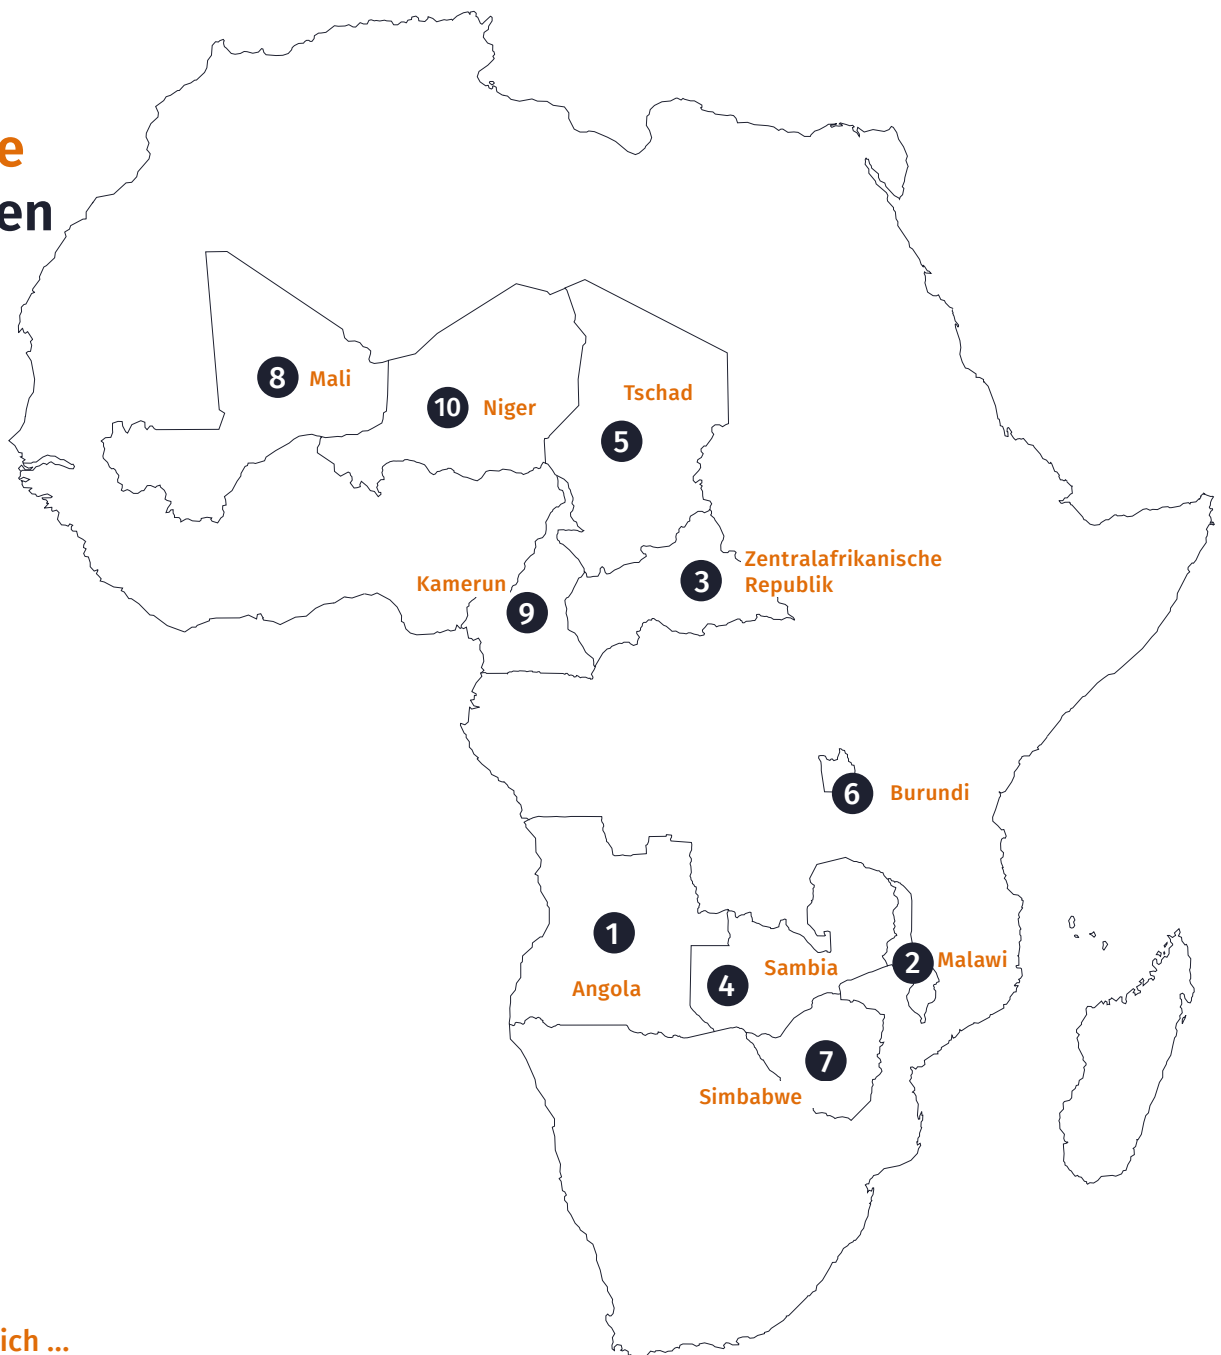 e
en
8 Mali
10 Niger
Tschad
5
Zentralafrikanische
Republik
3
Kamerun
9
6 Burundi
1
Angola
2 Malawi
Sambia
4
7
Simbabwe
ich ...